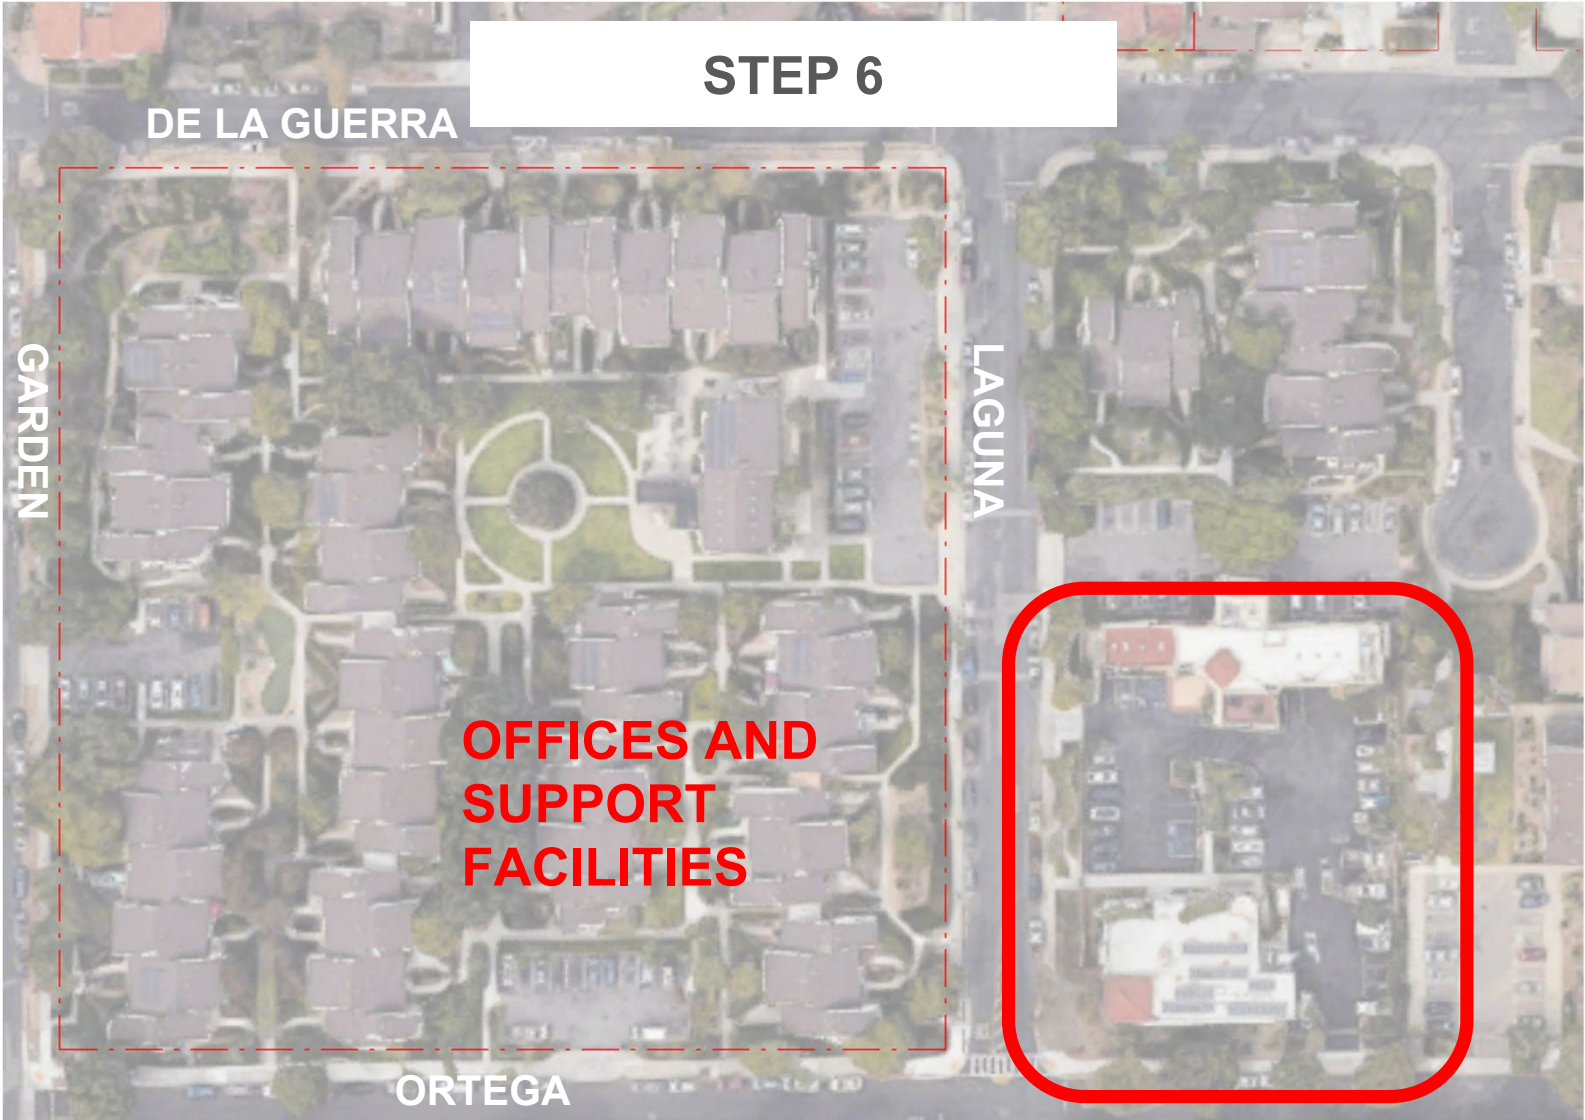 STEP 6
DE LA GUERRA
GARDEN
LAGUNA
OFFICES AND
SUPPORT
FACILITIES
ORTEGA